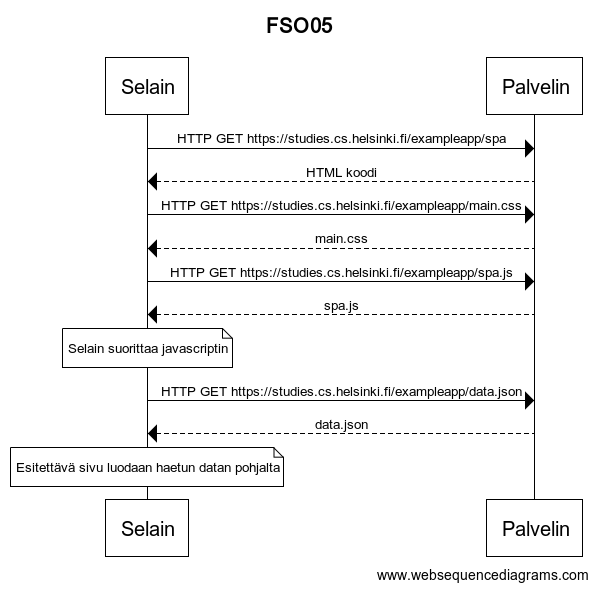 FSO05
Selain Palvelin
HTTP GET https://studies.cs.helsinki.fi/exampleapp/spa
HTML koodi
HTTP GET https://studies.cs.helsinki.fi/exampleapp/main.css
main.css
HTTP GET https://studies.cs.helsinki.fi/exampleapp/spa.js
spa.js
Selain suorittaa javascriptin
HTTP GET https://studies.cs.helsinki.fi/exampleapp/data.json
data.json
Esitettävä sivu luodaan haetun datan pohjalta
Selain Palvelin
www.websequencediagrams.com